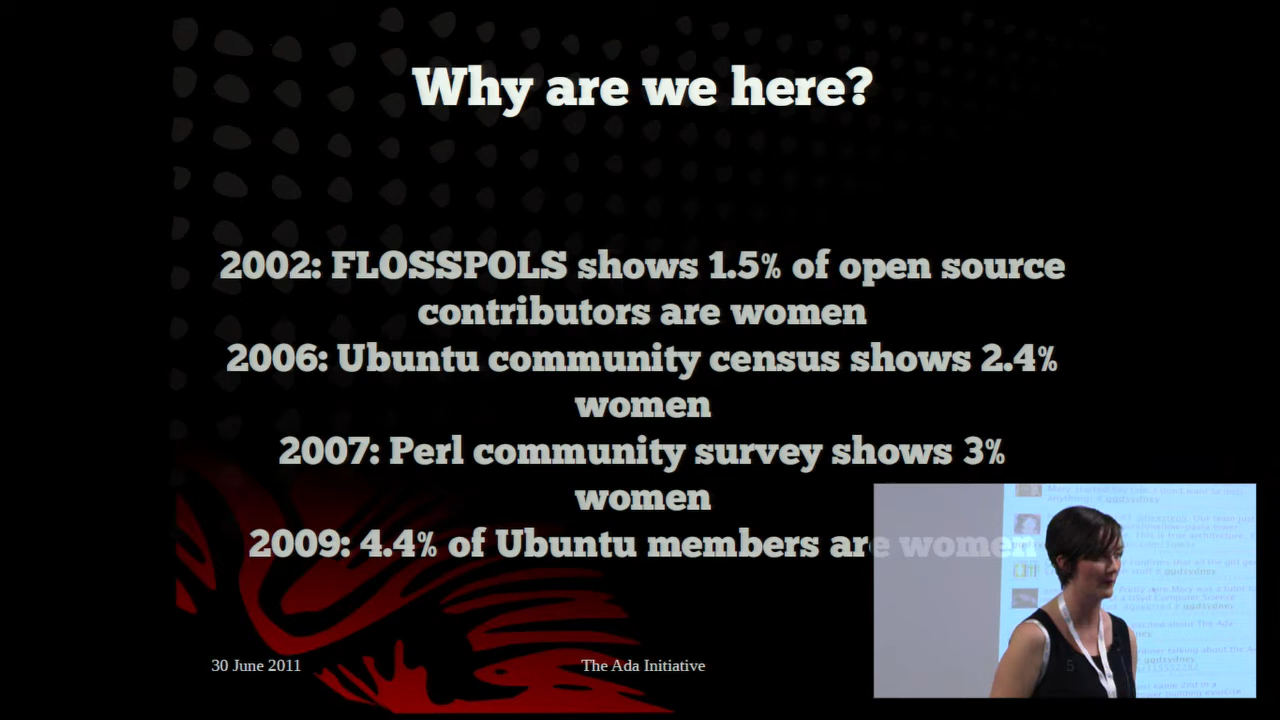 Why are we here?
2002: FLOSSPOLS shows 1.5% of open source
contributors are women
2006: Ubuntu community census shows 2.4%
women
2007: Perl community survey shows 3%
women
2009: 4.4% of Ubuntu members are women
30 June 2011
The Ada Initiative
5